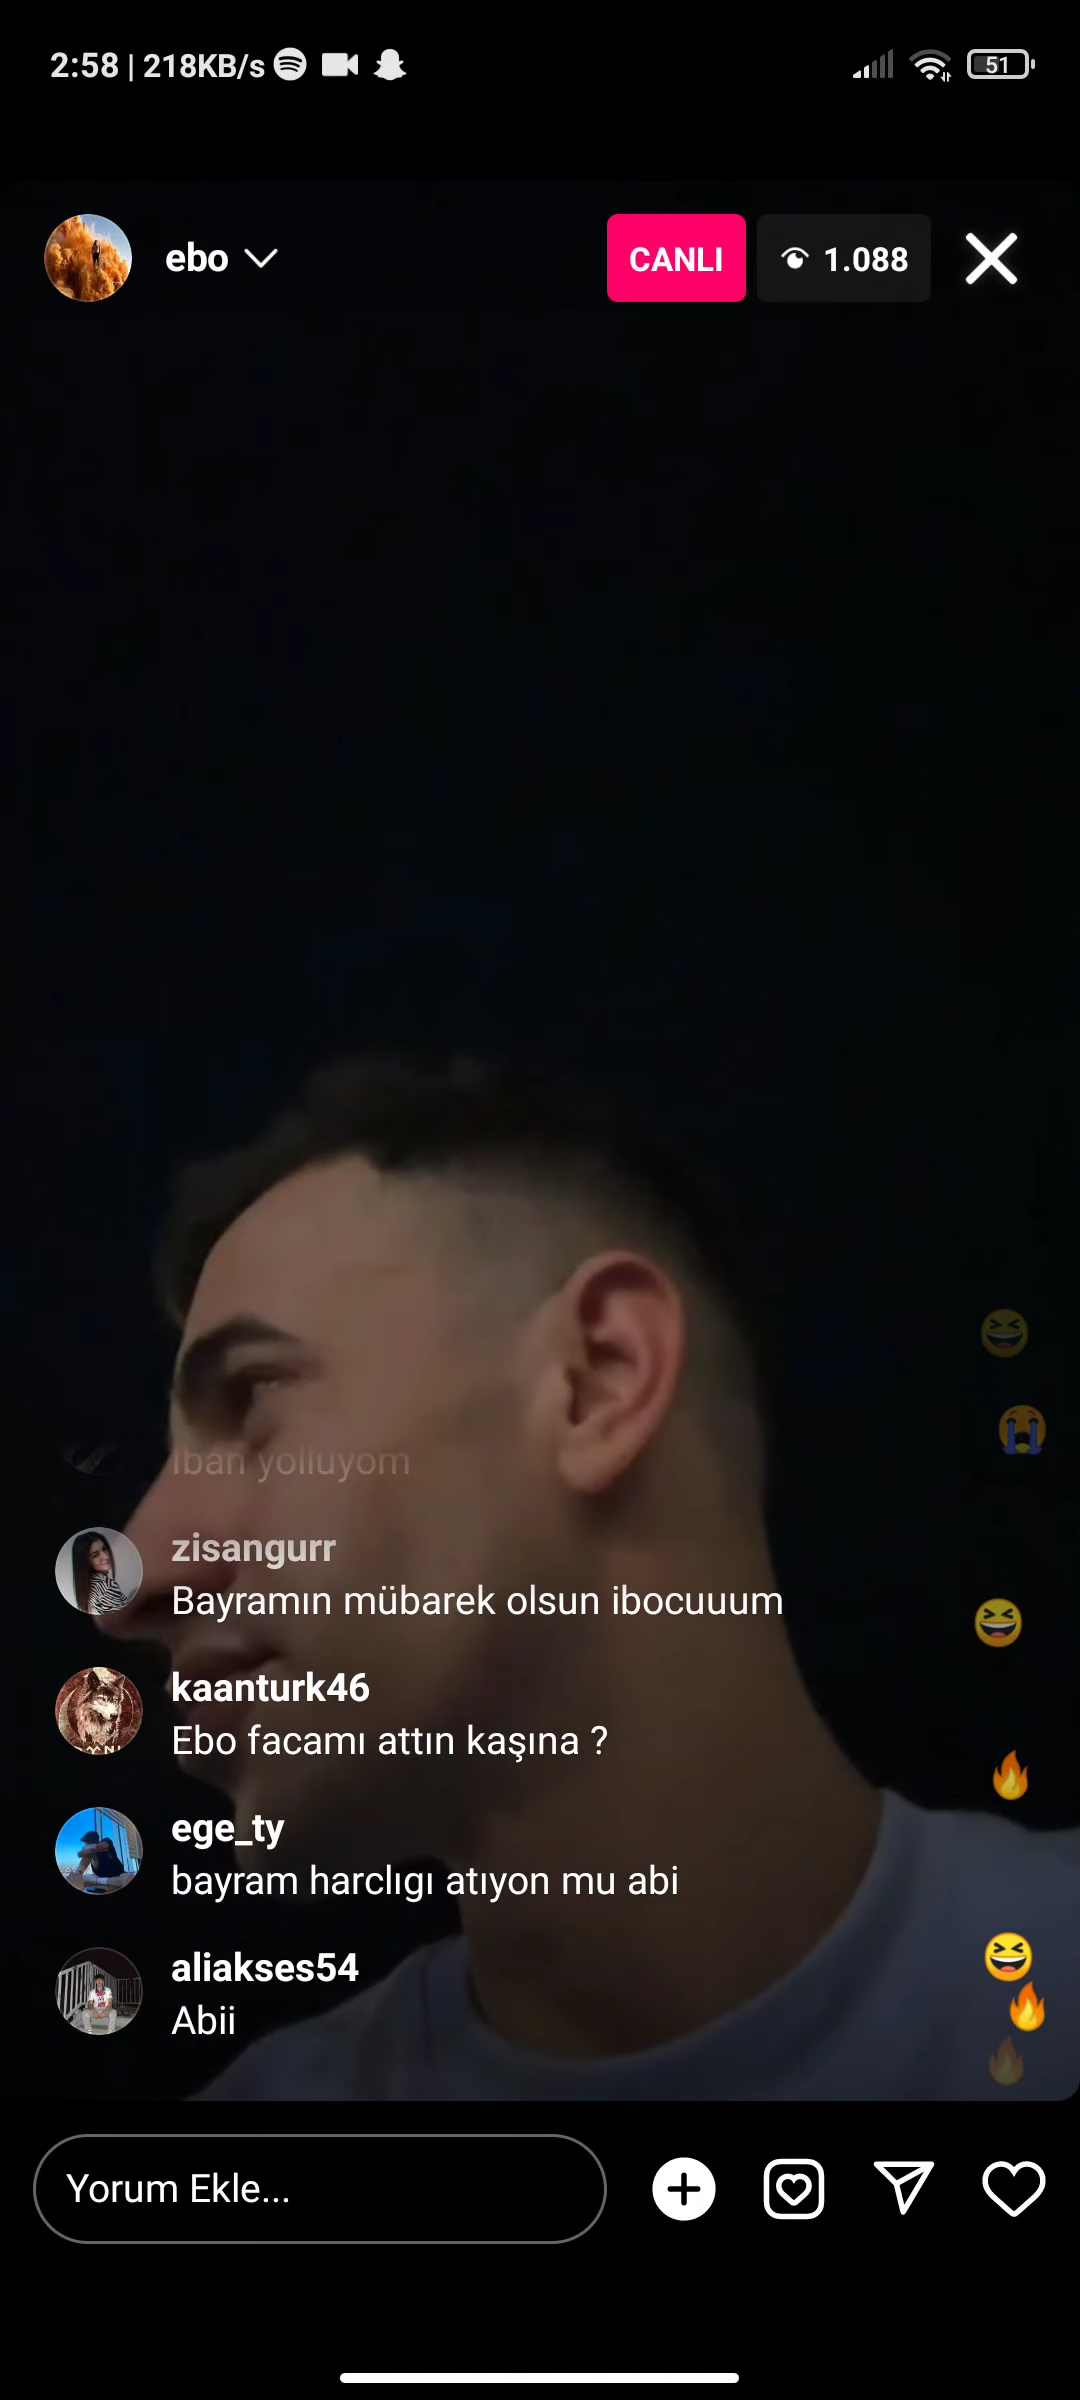 2:58 | 218KB/s
51
ebo
CANLI
1.088
Iban yolluyom
zisangurr
Bayramın mübarek olsun ibocuuum
kaanturk46
Ebo facamı attın kaşına ?
ege_ty
bayram harclıgı atıyon mu abi
aliakses54
Abii
Yorum Ekle...